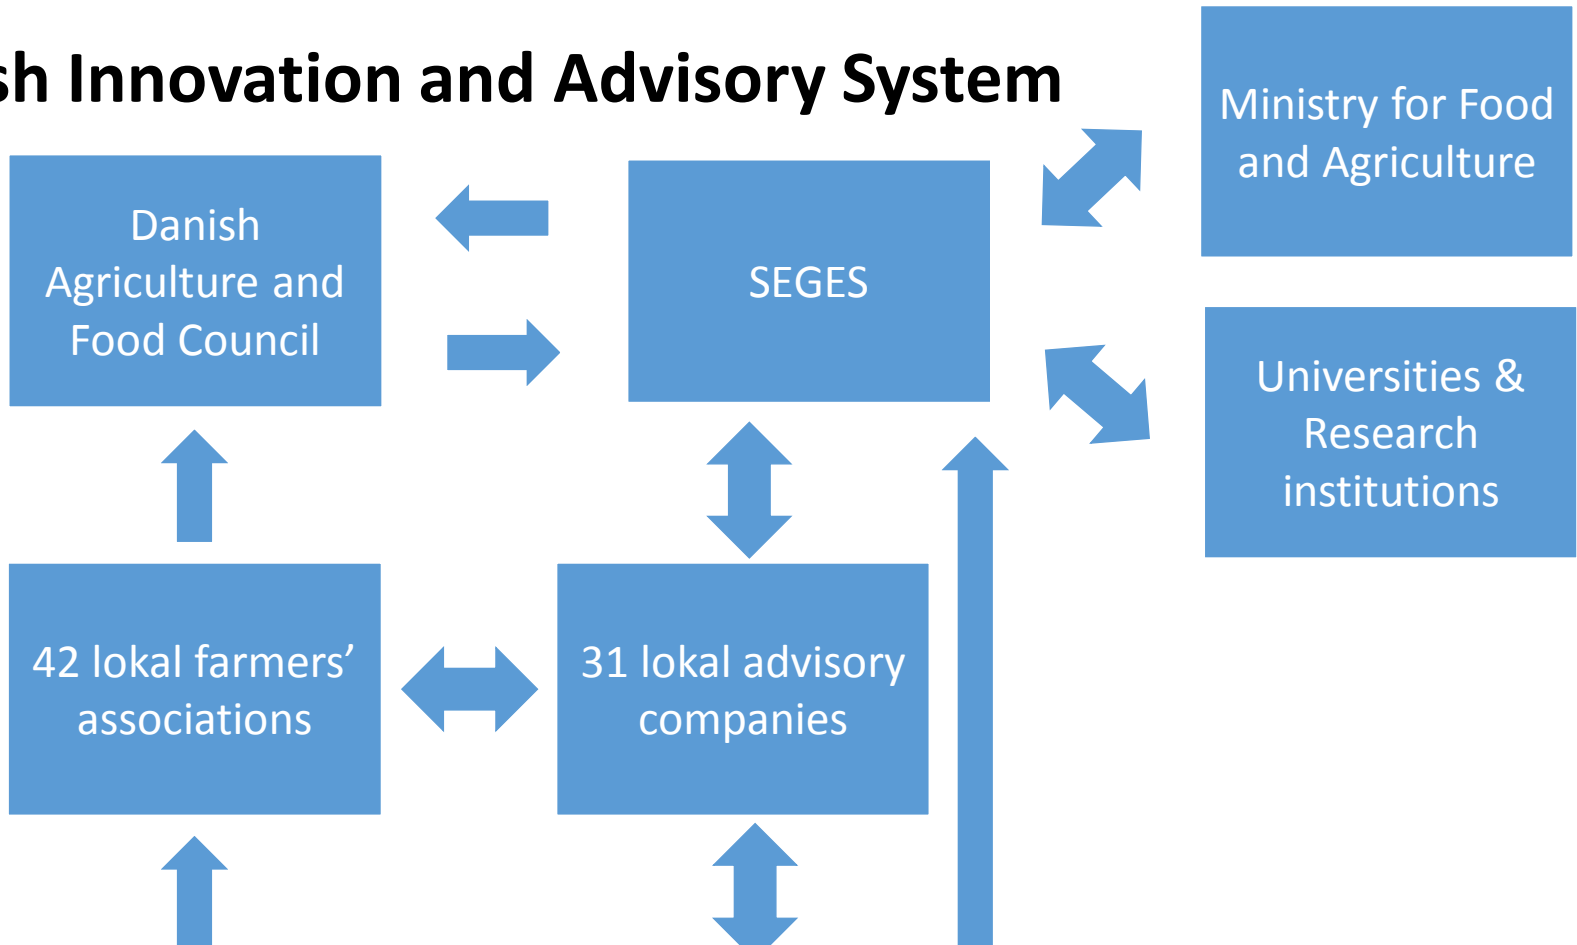 sh Innovation and Advisory System
Ministry for Food
and Agriculture
Danish
Agriculture and
Food Council
SEGES
Universities &
Research
institutions
42 lokal farmers’
associations
31 lokal advisory
companies